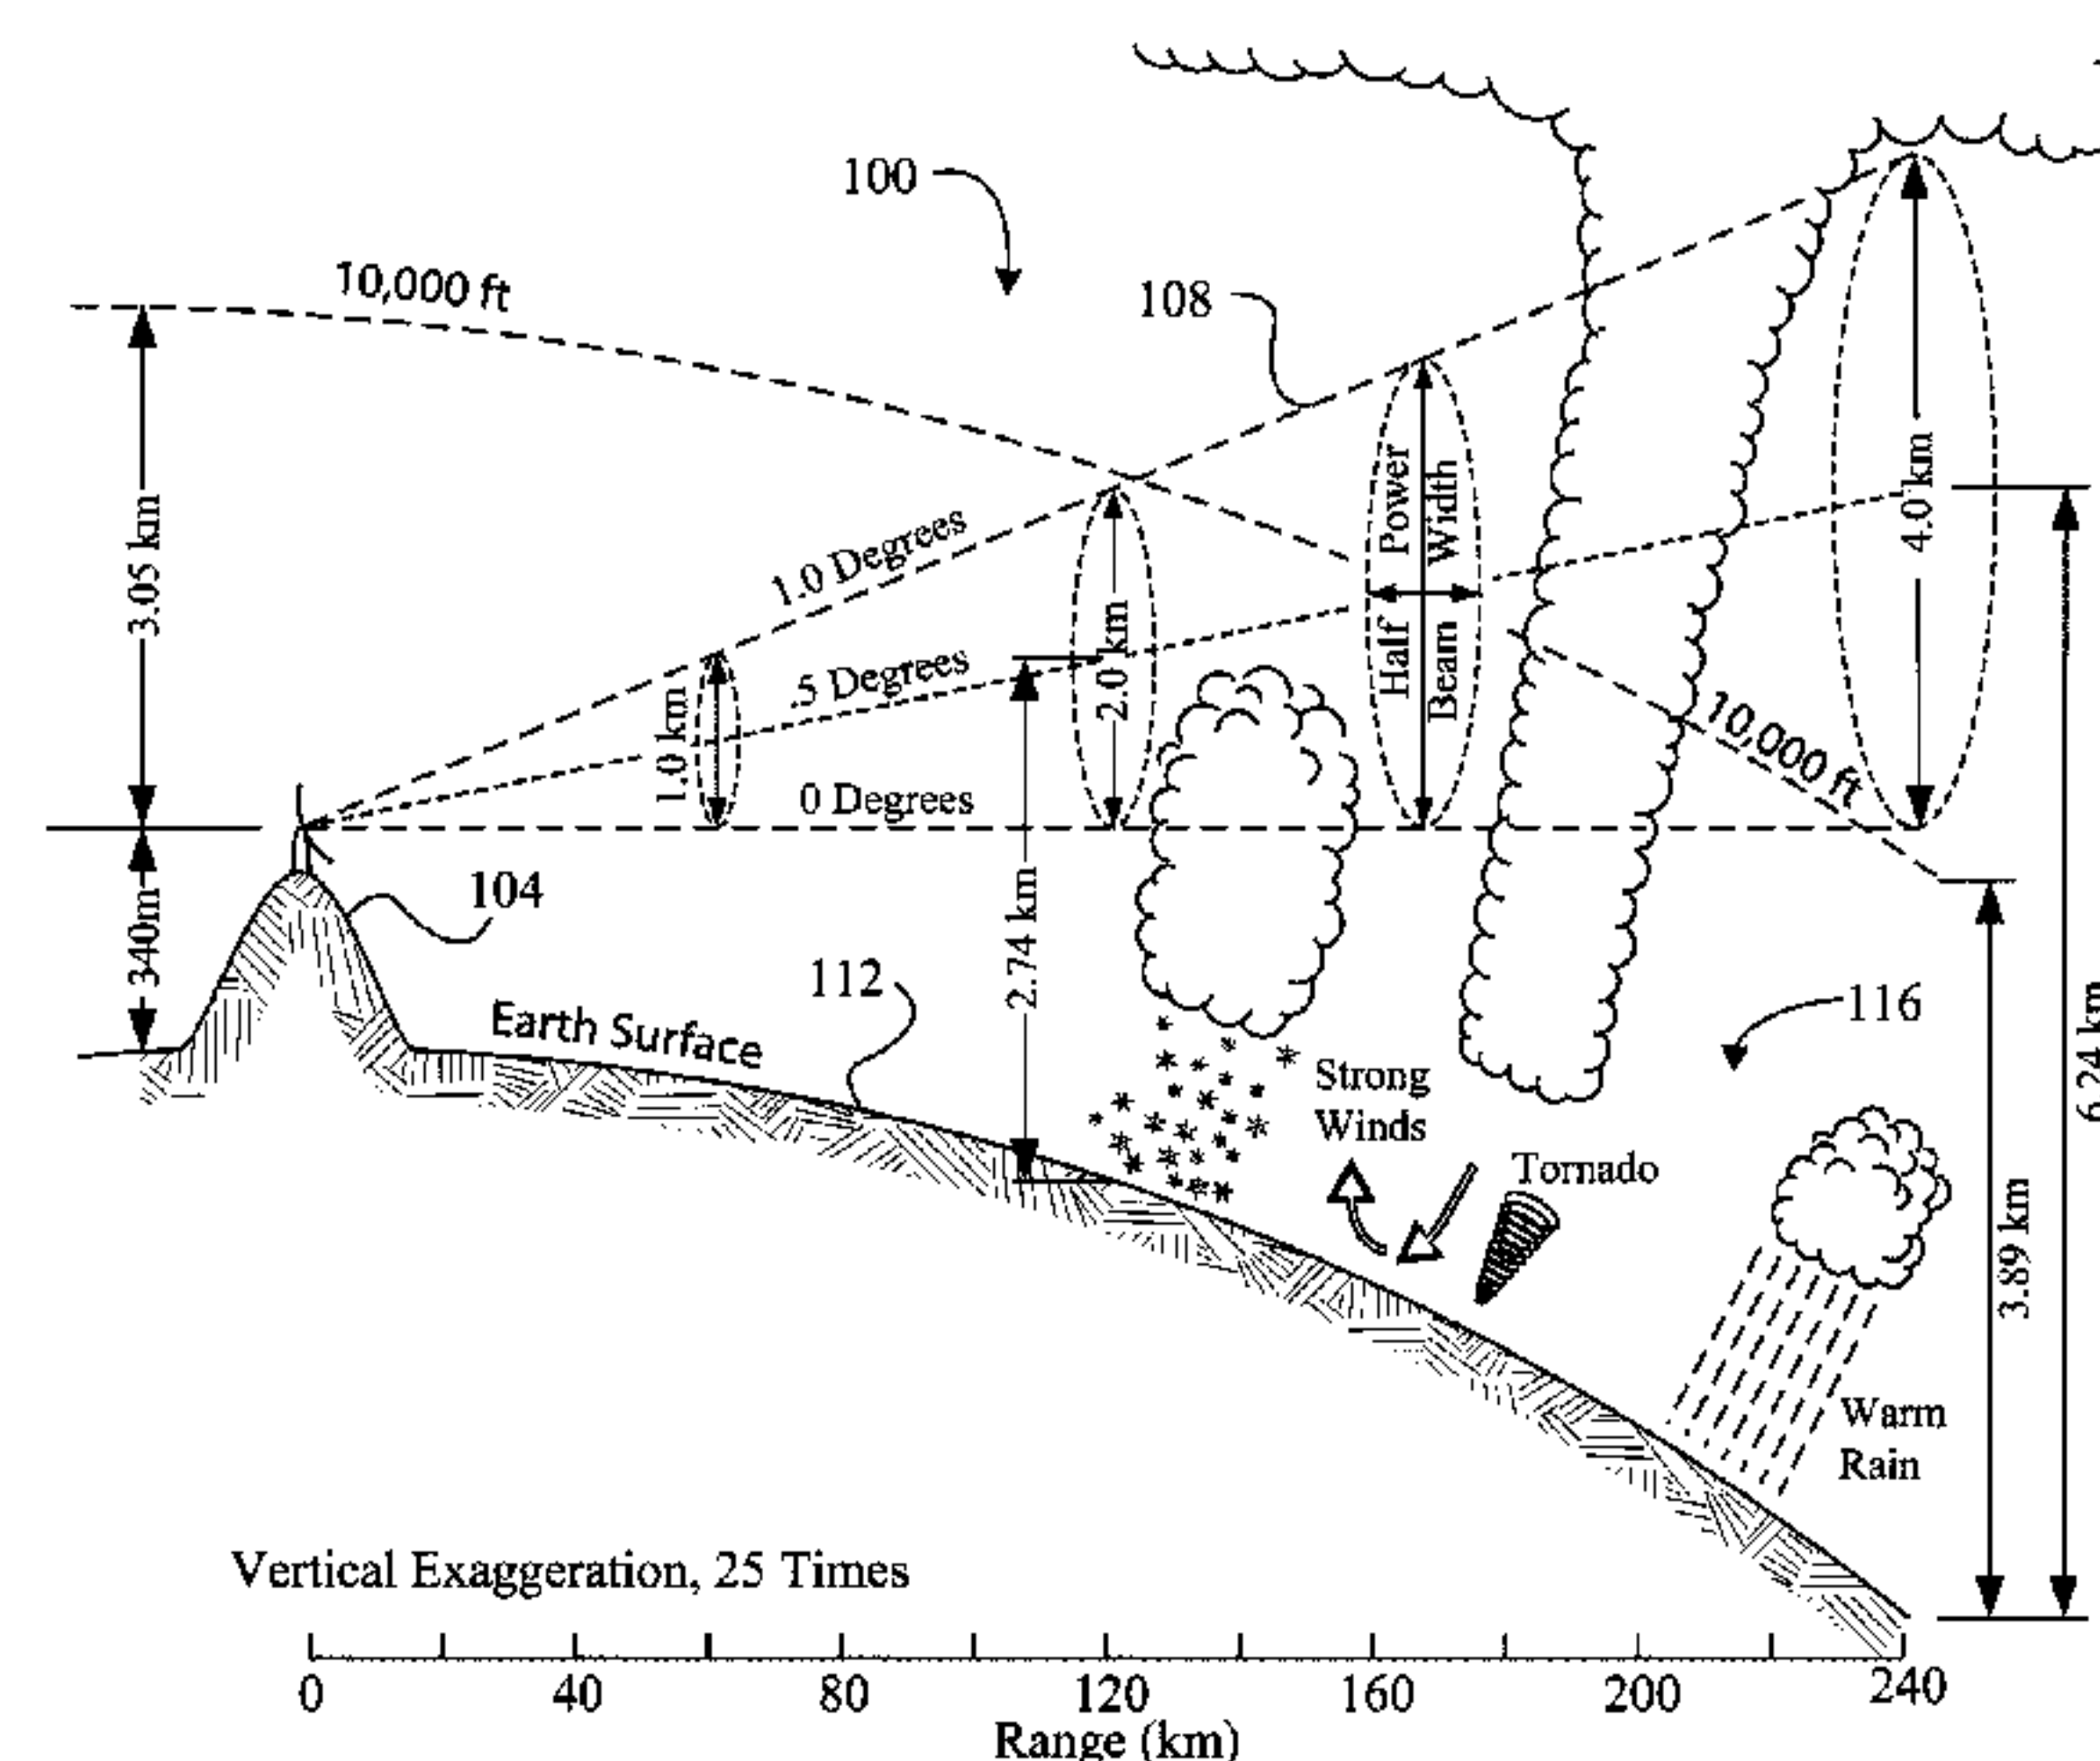 100
10,000 ft
108
3.05 km
1.0 Degrees
.5 Degrees
0 Degrees
1.0 km
2.0 km
Half Power
Beam Width
4.0 km
10,000 ft
340m
104
112
Earth Surface
2.74 km
116
Strong
Winds
Tornado
6.24 km
3.89 km
Warm
Rain
Vertical Exaggeration, 25 Times
0 40 80 120 160 200 240
Range (km)